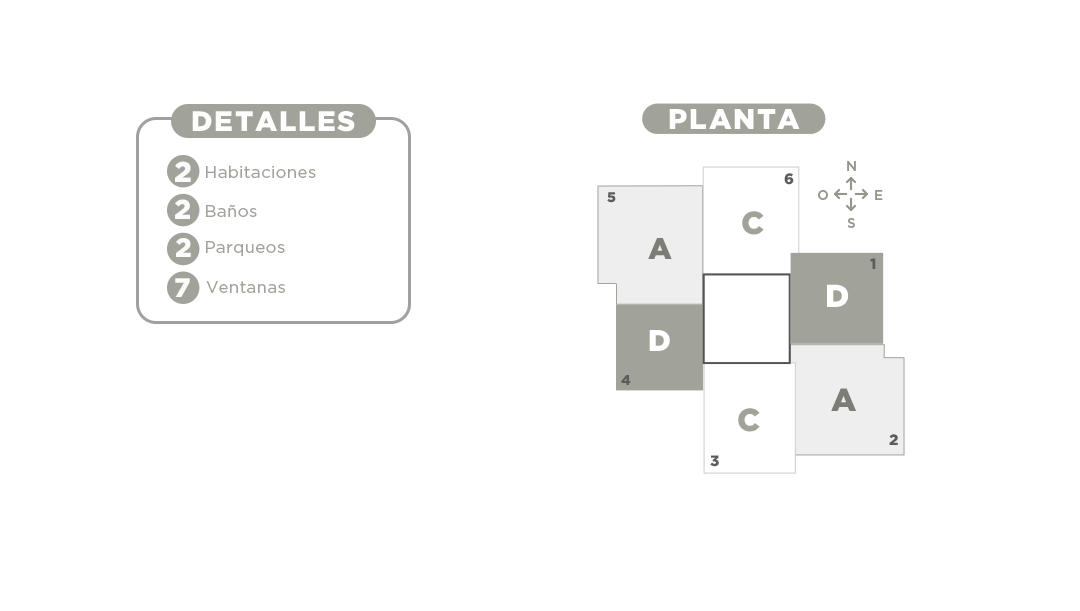 DETALLES
2 Habitaciones
2 Baños
2 Parqueos
7 Ventanas
PLANTA
N
O E
S
6
C
5
A
1
D
D
4
A
2
C
3